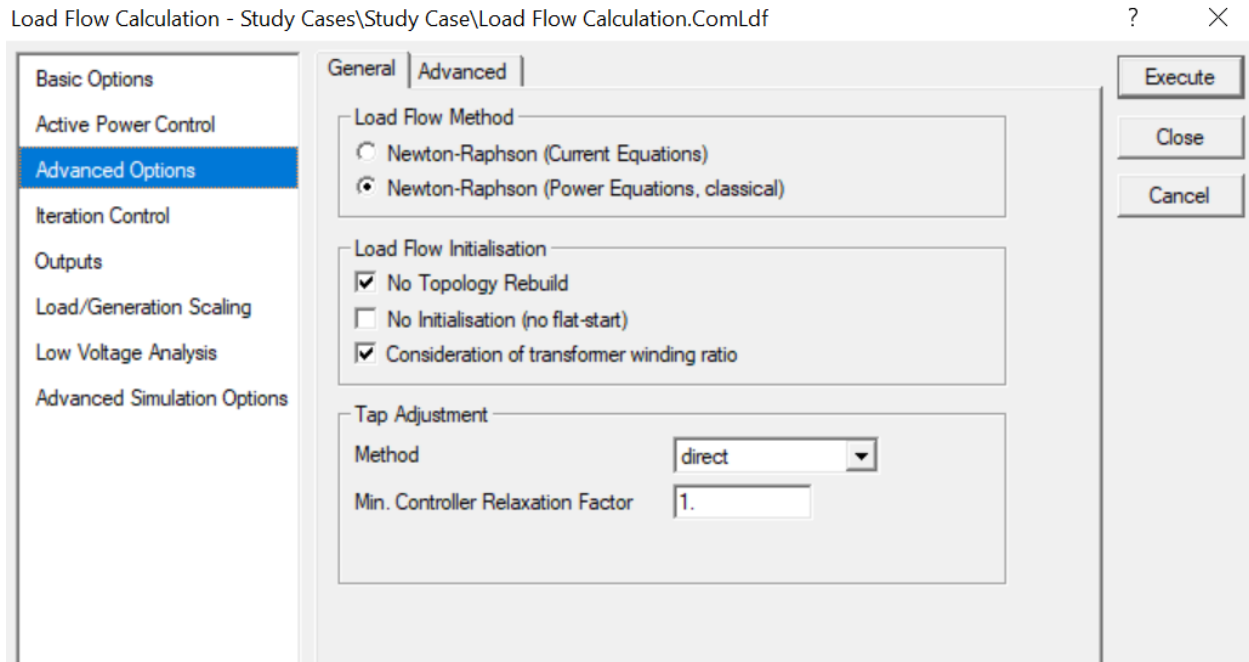 Load Flow Calculation - Study Cases\Study Case\Load Flow Calculation.ComLdf ? ×
Basic Options
Active Power Control
Advanced Options
Iteration Control
Outputs
Load/Generation Scaling
Low Voltage Analysis
Advanced Simulation Options
General Advanced
Load Flow Method
Newton-Raphson (Current Equations)
Newton-Raphson (Power Equations, classical)
Load Flow Initialisation
No Topology Rebuild
No Initialisation (no flat-start)
Consideration of transformer winding ratio
Tap Adjustment
Method direct
Min. Controller Relaxation Factor 1.
Execute
Close
Cancel